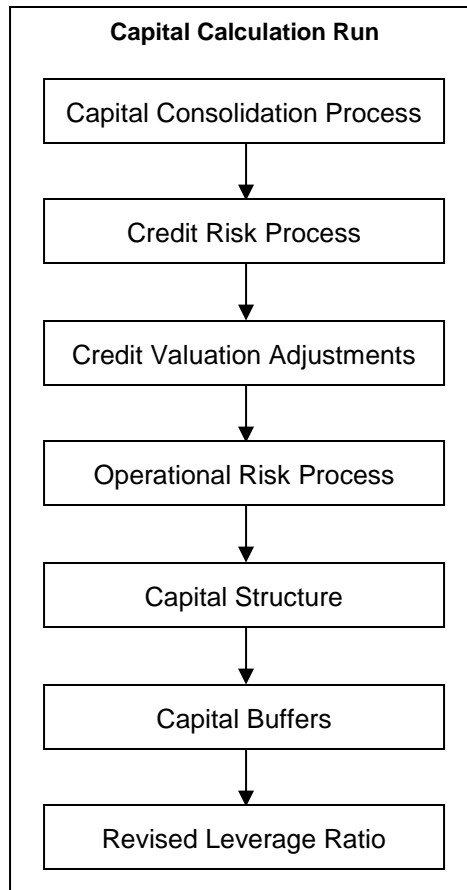 Capital Calculation Run
Capital Consolidation Process
Credit Risk Process
Credit Valuation Adjustments
Operational Risk Process
Capital Structure
Capital Buffers
Revised Leverage Ratio